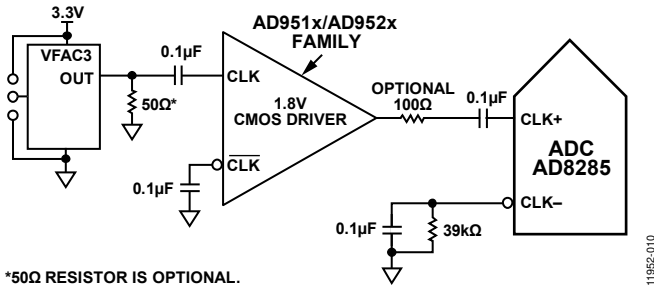 3.3V
VFAC3
OUT
0.1µF
50Ω*
AD951x/AD952x
FAMILY
CLK
1.8V
CMOS DRIVER
CLK
0.1µF
OPTIONAL
100Ω
0.1µF
CLK+
ADC
AD8285
CLK–
0.1µF
39kΩ
*50Ω RESISTOR IS OPTIONAL.
11952-010